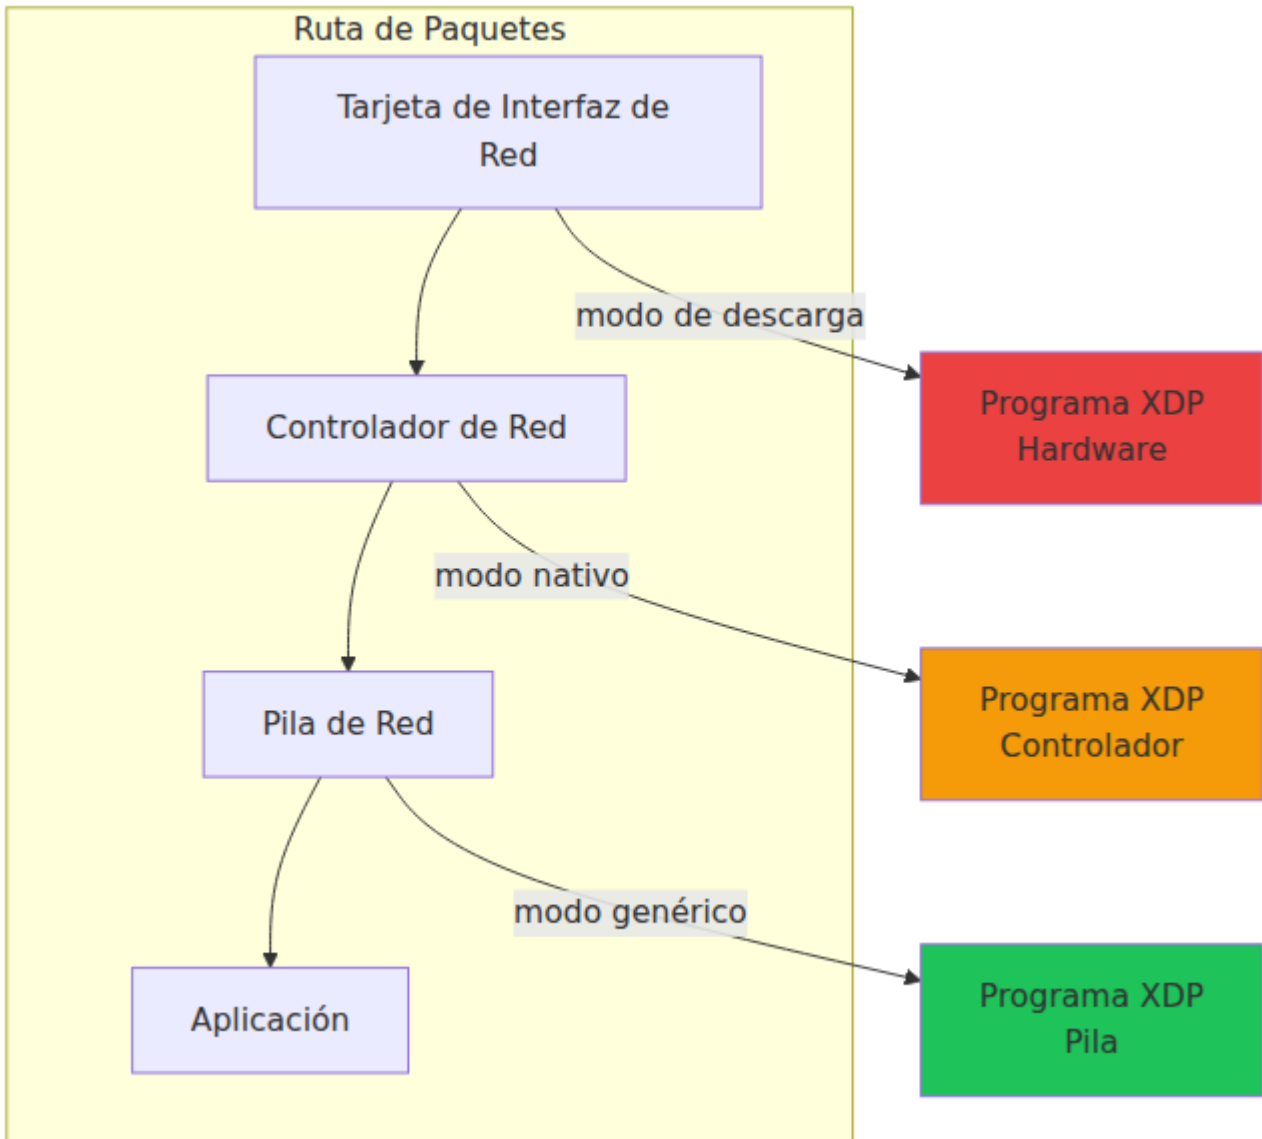 Ruta de Paquetes
Tarjeta de Interfaz de
Red
modo de descarga
Programa XDP
Hardware
Controlador de Red
modo nativo
Programa XDP
Controlador
Pila de Red
modo genérico
Programa XDP
Pila
Aplicación